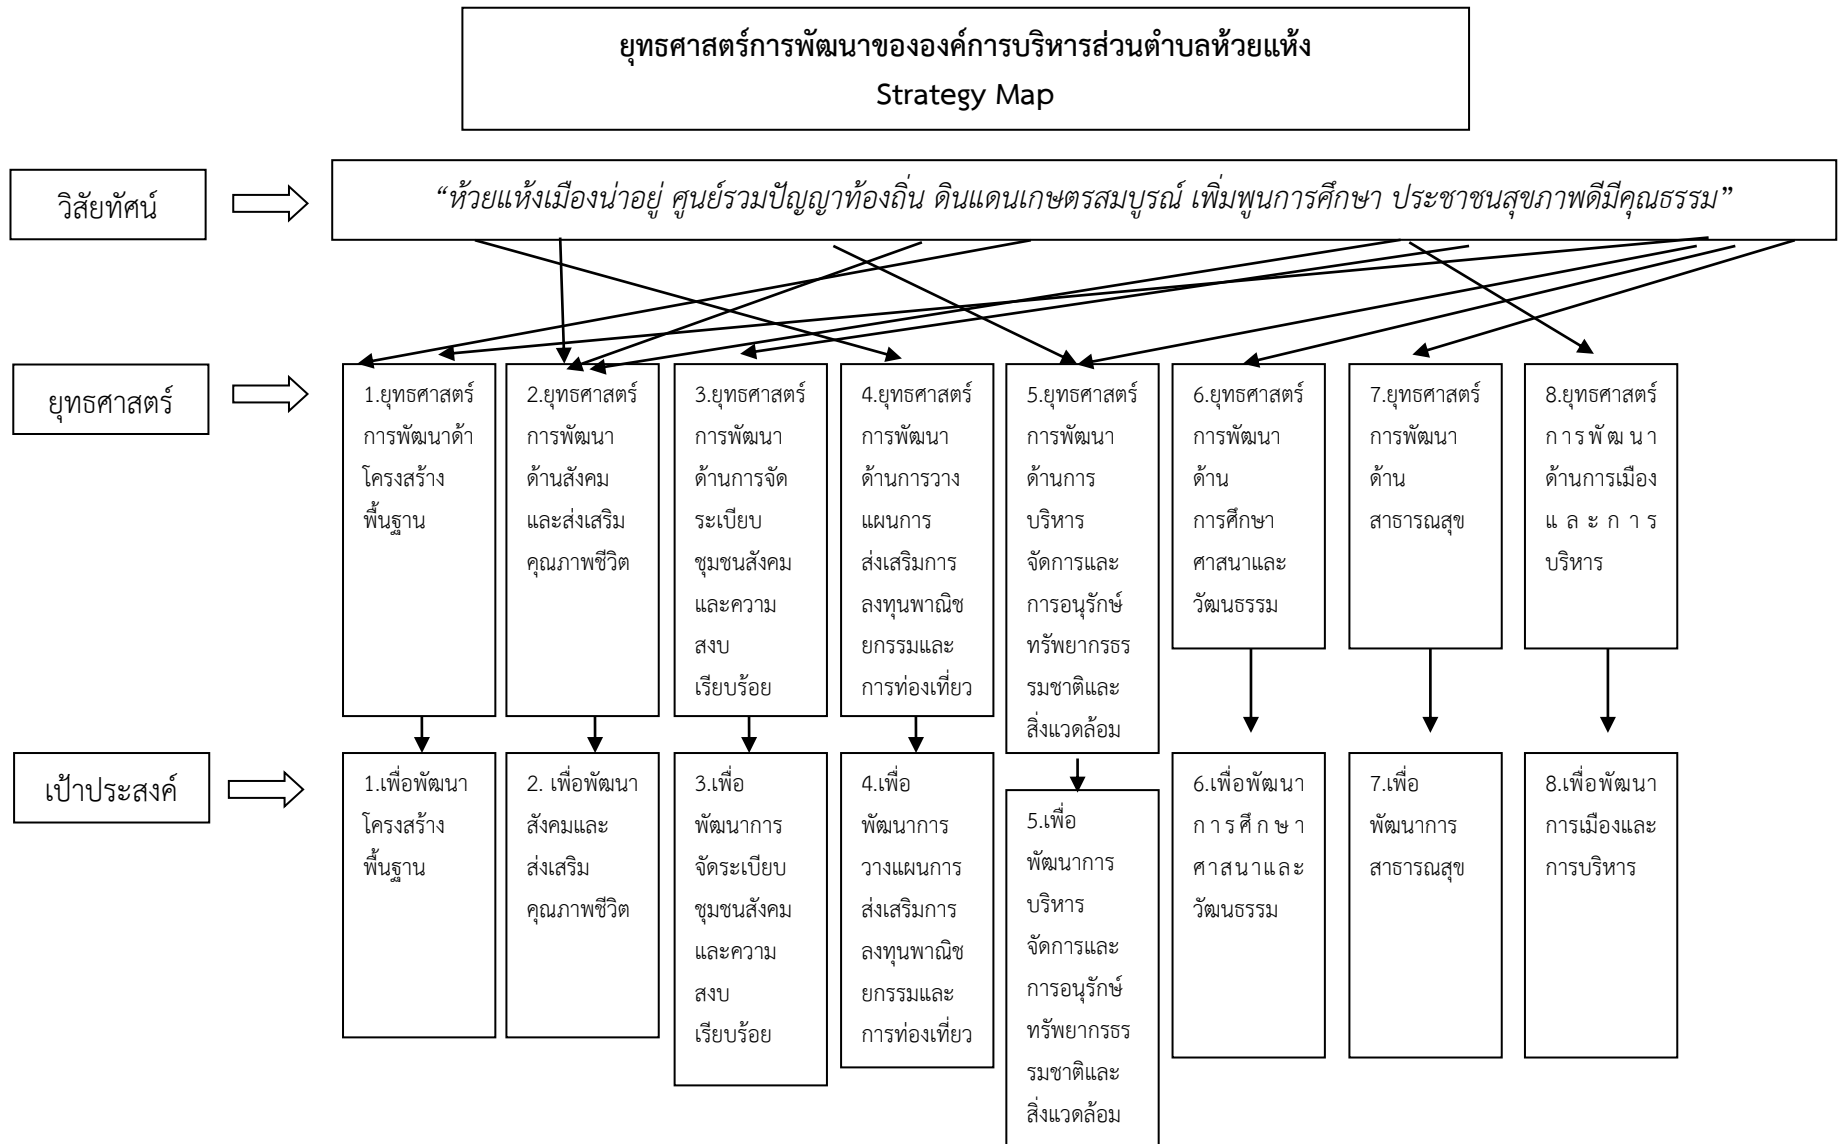 ยุทธศาสตร์การพัฒนาขององค์การบริหารส่วนตำบลห้วยแห้ง
Strategy Map
วิสัยทัศน์
“ห้วยแห้งเมืองน่าอยู่ ศูนย์รวมปัญญาท้องถิ่น ดินแดนเกษตรสมบูรณ์ เพิ่มพูนการศึกษา ประชาชนสุขภาพดีมีคุณธรรม”
ยุทธศาสตร์
1.ยุทธศาสตร์
การพัฒนาด้า
โครงสร้าง
พื้นฐาน
2.ยุทธศาสตร์
การพัฒนา
ด้านสังคม
และส่งเสริม
คุณภาพชีวิต
3.ยุทธศาสตร์
การพัฒนา
ด้านการจัด
ระเบียบ
ชุมชนสังคม
และความ
สงบ
เรียบร้อย
4.ยุทธศาสตร์
การพัฒนา
ด้านการวาง
แผนการ
ส่งเสริมการ
ลงทุนพาณิช
ยกรรมและ
การท่องเที่ยว
5.ยุทธศาสตร์
การพัฒนา
ด้านการ
บริหาร
จัดการและ
การอนุรักษ์
ทรัพยากรธร
รมชาติและ
สิ่งแวดล้อม
6.ยุทธศาสตร์
การพัฒนา
ด้าน
การศึกษา
ศาสนาและ
วัฒนธรรม
7.ยุทธศาสตร์
การพัฒนา
ด้าน
สาธารณสุข
8.ยุทธศาสตร์
การพัฒนา
ด้านการเมือง
และการ
บริหาร
เป้าประสงค์
1.เพื่อพัฒนา
โครงสร้าง
พื้นฐาน
2. เพื่อพัฒนา
สังคมและ
ส่งเสริม
คุณภาพชีวิต
3.เพื่อ
พัฒนาการ
จัดระเบียบ
ชุมชนสังคม
และความ
สงบ
เรียบร้อย
4.เพื่อ
พัฒนาการ
วางแผนการ
ส่งเสริมการ
ลงทุนพาณิช
ยกรรมและ
การท่องเที่ยว
5.เพื่อ
พัฒนาการ
บริหาร
จัดการและ
การอนุรักษ์
ทรัพยากรธร
รมชาติและ
สิ่งแวดล้อม
6.เพื่อพัฒนา
การศึกษา
ศาสนาและ
วัฒนธรรม
7.เพื่อ
พัฒนาการ
สาธารณสุข
8.เพื่อพัฒนา
การเมืองและ
การบริหาร